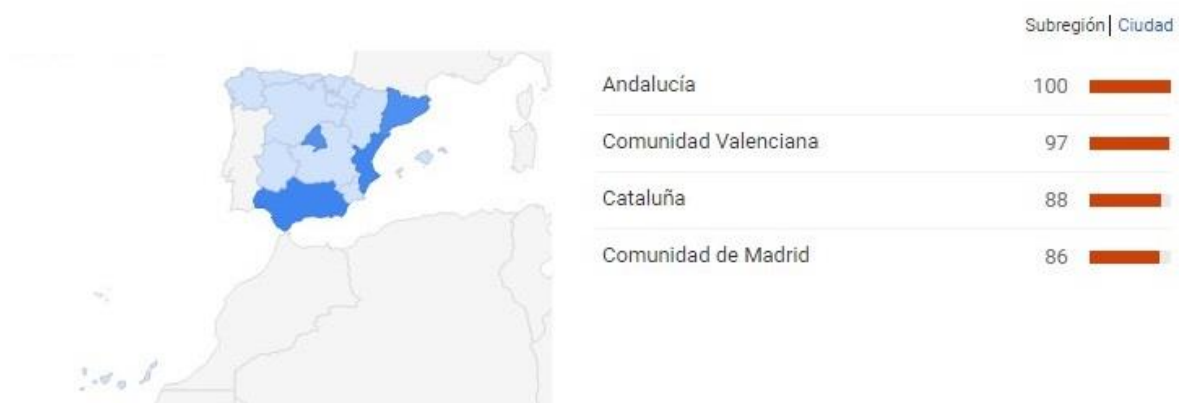 Subregión | Ciudad
Andalucía 100
Comunidad Valenciana 97
Cataluña 88
Comunidad de Madrid 86